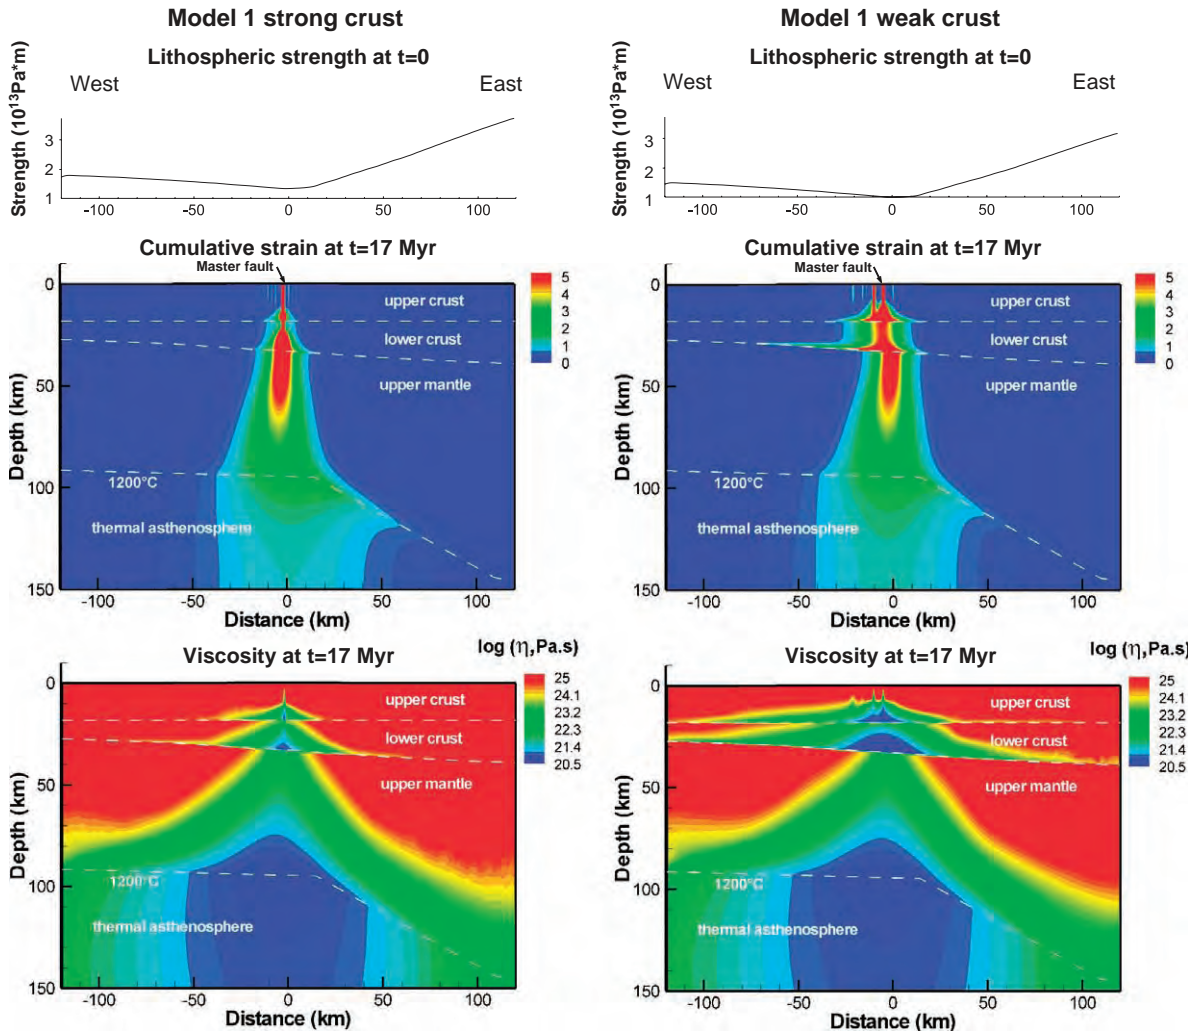 Model 1 strong crust
Lithospheric strength at t=0
West
East
Strength (10^13Pa*m)
3
2
1
-100
-50
0
50
100
Cumulative strain at t=17 Myr
Master fault
upper crust
lower crust
upper mantle
1200°C
thermal asthenosphere
Depth (km)
0
50
100
150
-100
-50
0
50
100
Distance (km)
5
4
3
2
1
0
Viscosity at t=17 Myr
log (η,Pa.s)
25
24.1
23.2
22.3
21.4
20.5
upper crust
lower crust
upper mantle
1200°C
thermal asthenosphere
Depth (km)
0
50
100
150
-100
-50
0
50
100
Distance (km)
Model 1 weak crust
Lithospheric strength at t=0
West
East
Strength (10^13Pa*m)
3
2
1
-100
-50
0
50
100
Cumulative strain at t=17 Myr
Master fault
upper crust
lower crust
upper mantle
1200°C
thermal asthenosphere
Depth (km)
0
50
100
150
-100
-50
0
50
100
Distance (km)
5
4
3
2
1
0
Viscosity at t=17 Myr
log (η,Pa.s)
25
24.1
23.2
22.3
21.4
20.5
upper crust
lower crust
upper mantle
1200°C
thermal asthenosphere
Depth (km)
0
50
100
150
-100
-50
0
50
100
Distance (km)